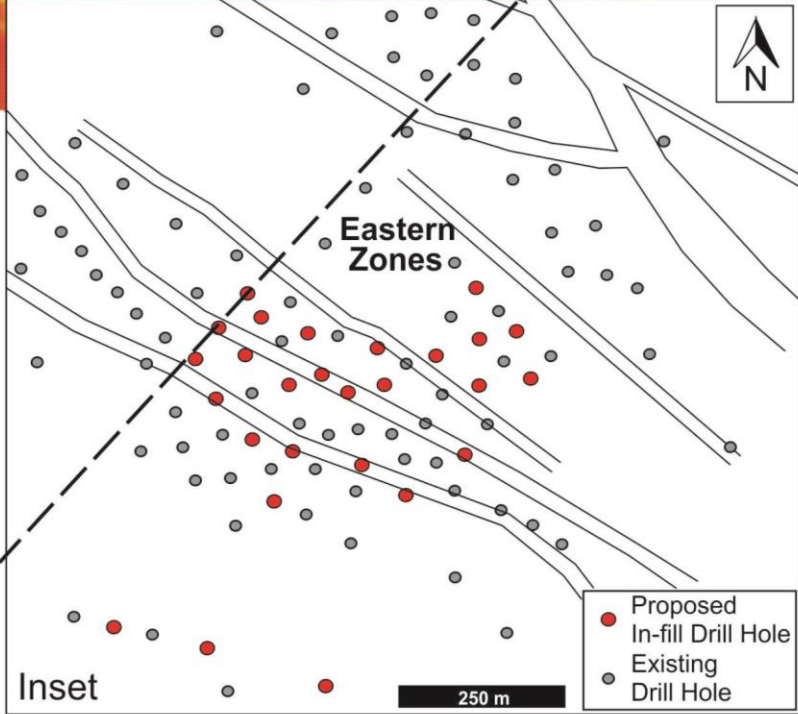 N
Eastern
Zones
Proposed
In-fill Drill Hole
Existing
Drill Hole
Inset
250 m